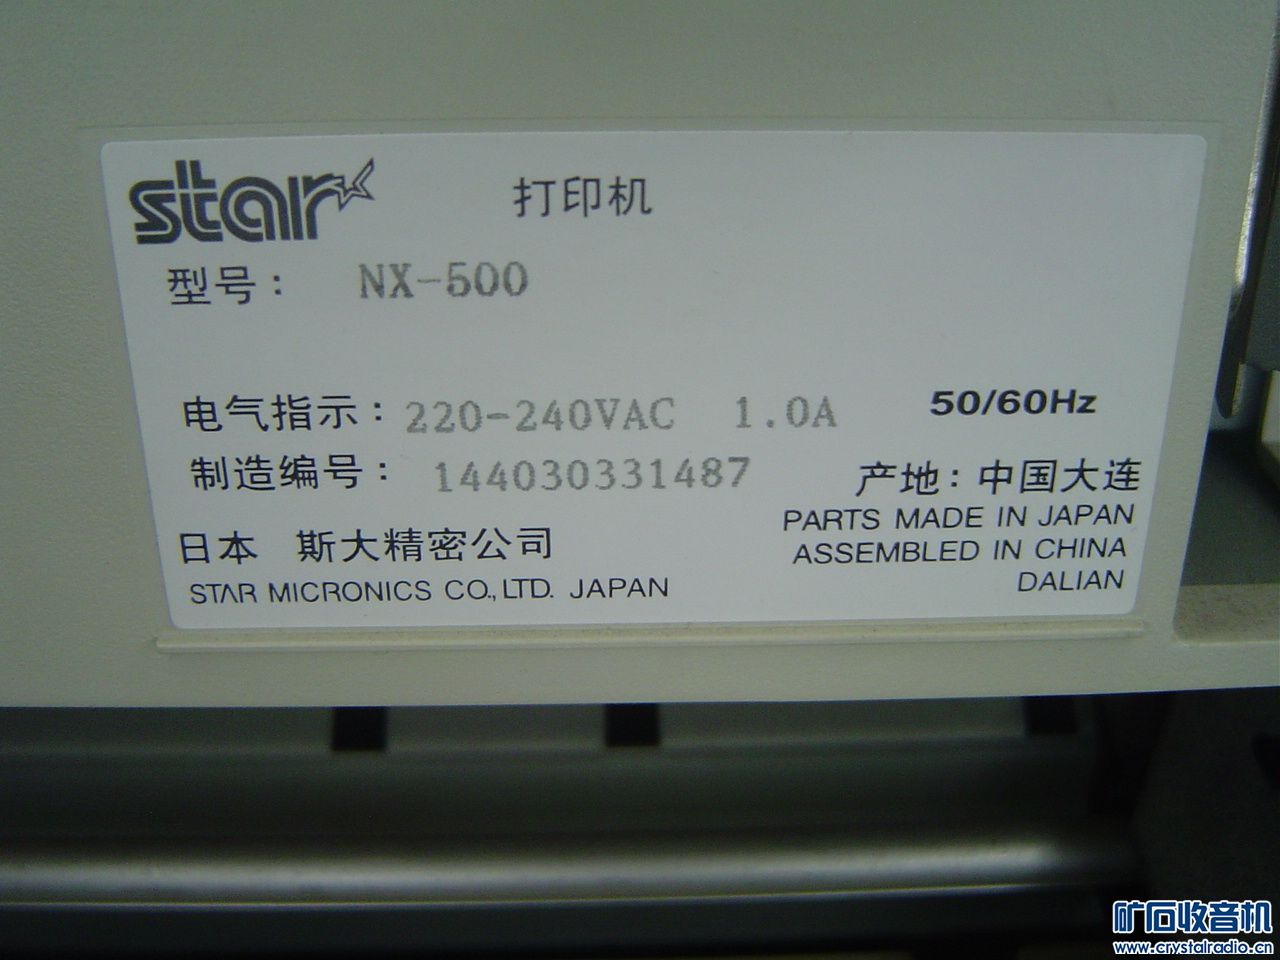 star 打印机
型号： NX-500
电气指示：220-240VAC 1.0A 50/60Hz
制造编号： 144030331487
产地：中国大连
PARTS MADE IN JAPAN
日本 斯大精密公司
ASSEMBLED IN CHINA
STAR MICRONICS CO.,LTD. JAPAN
DALIAN
矿石收音机
www.crystalradio.cn